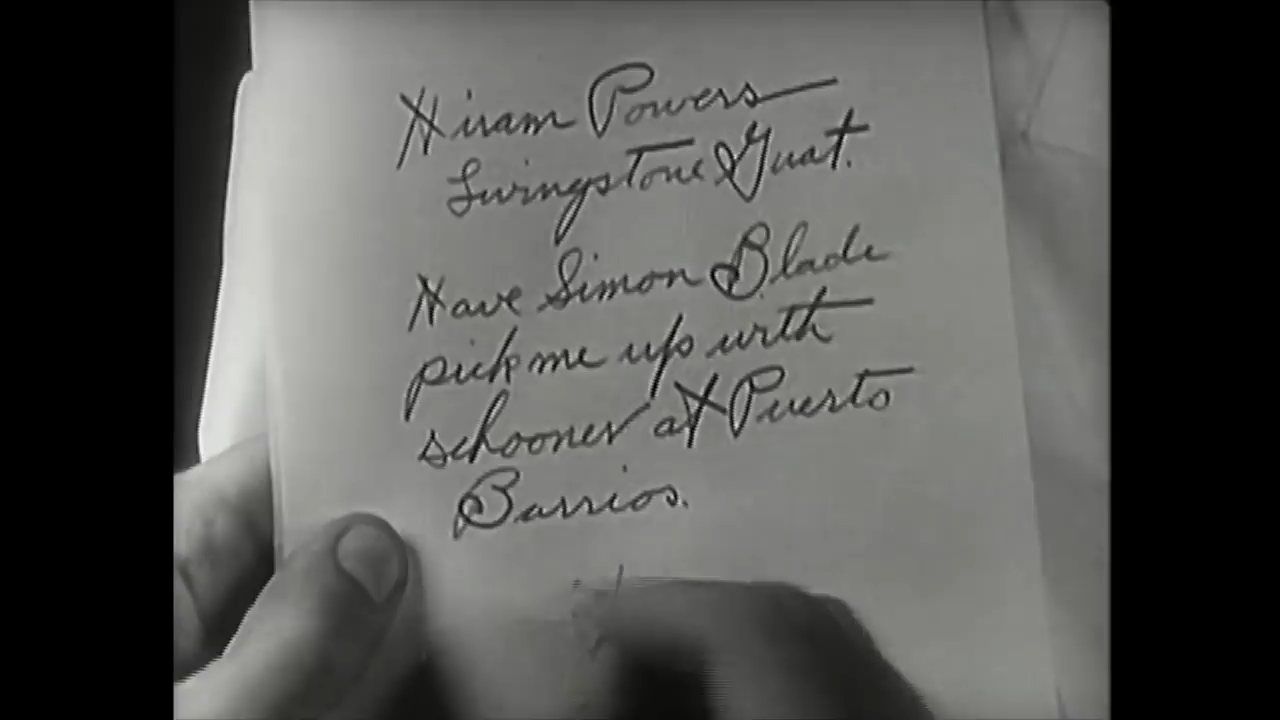 Hiram Powers
Livingstone Guat.
Have Simon Blade
pick me up with
schooner at Puerto
Barrios.